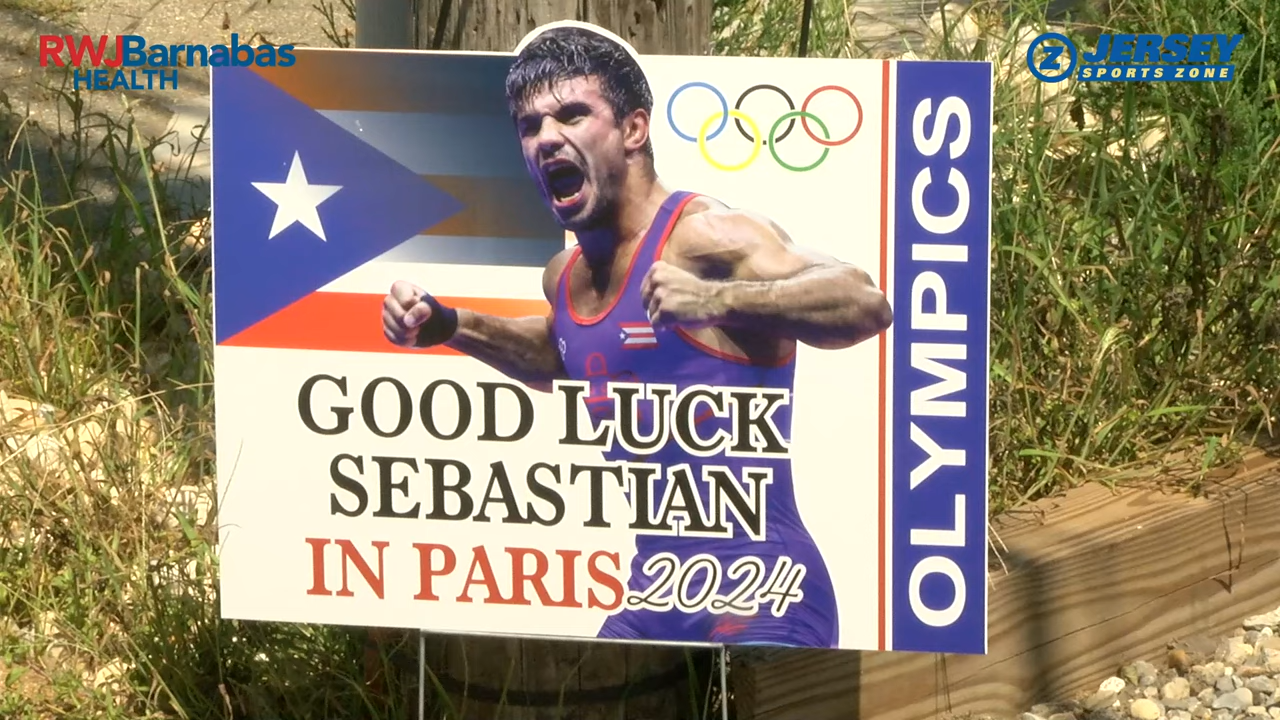 RWJBarnabas
HEALTH
Z JERSEY
SPORTS ZONE
GOOD LUCK
SEBASTIAN
IN PARIS 2024
OLYMPICS